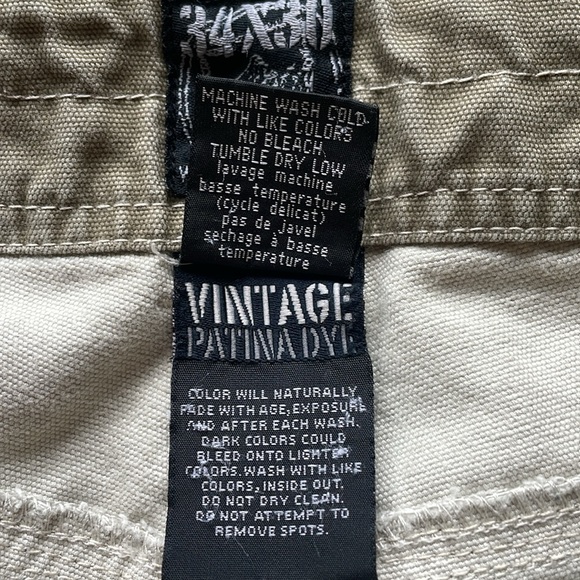 34X30
MACHINE WASH COLD
WITH LIKE COLORS
NO BLEACH
TUMBLE DRY LOW
lavage machine
basse temperature
(cycle delicat)
pas de Javel
sechage à basse
temperature
VINTAGE
PATINA DYE
COLOR WILL NATURALLY
FADE WITH AGE, EXPOSURE
AND AFTER EACH WASH.
DARK COLORS COULD
BLEED ONTO LIGHTER
COLORS. WASH WITH LIKE
COLORS, INSIDE OUT.
DO NOT DRY CLEAN.
DO NOT ATTEMPT TO
REMOVE SPOTS.